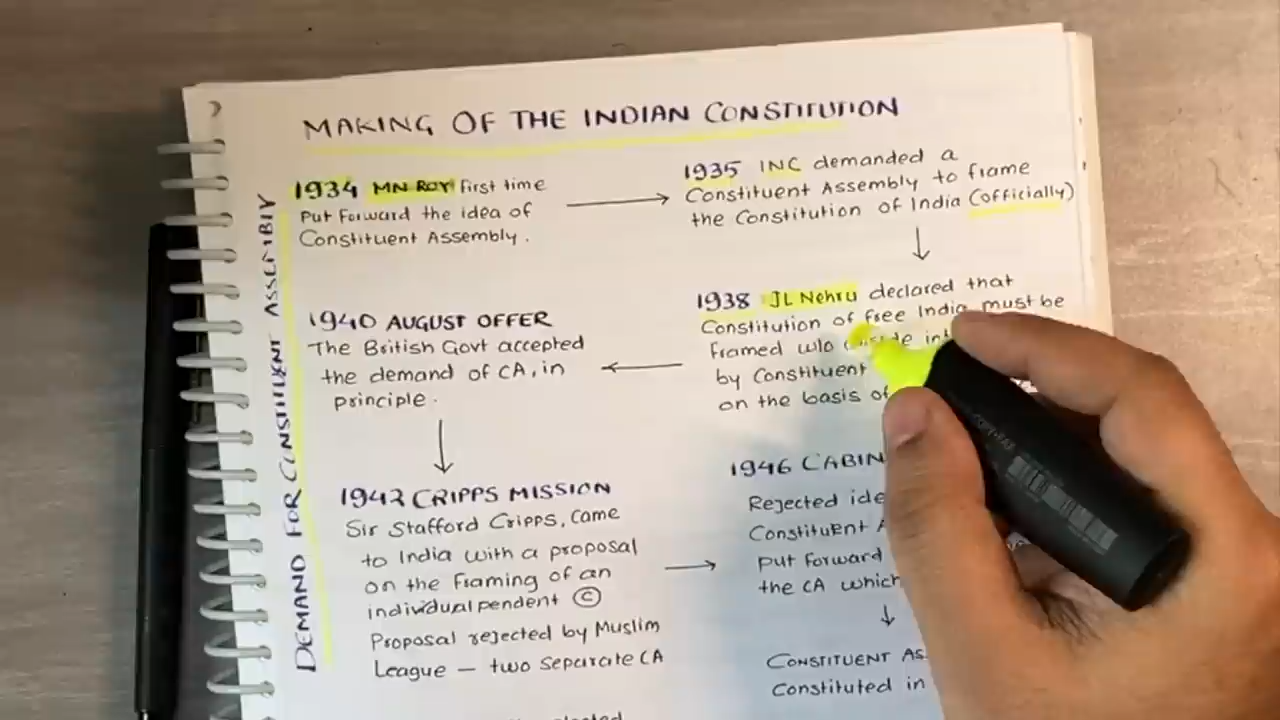 MAKING OF THE INDIAN CONSTITUTION
DEMAND FOR CONSTITUENT ASSEMBLY
1934 MN ROY First time
Put Forward the idea of
Constituent Assembly.
1935 INC demanded a
Constituent Assembly to frame
the Constitution of India (officially)
1938 JL Nehru declared that
Constitution of free India must be
Framed w/o
by Constituent
on the basis of
1940 AUGUST OFFER
The British Govt accepted
the demand of CA, in
principle.
1942 CRIPPS MISSION
Sir Stafford Cripps, came
to India with a proposal
on the framing of an
individualpendent ©
Proposal rejected by Muslim
League – two separate CA
1946
Rejected
Constituent
Put forward
the CA which
CONSTITUENT
Constituted in